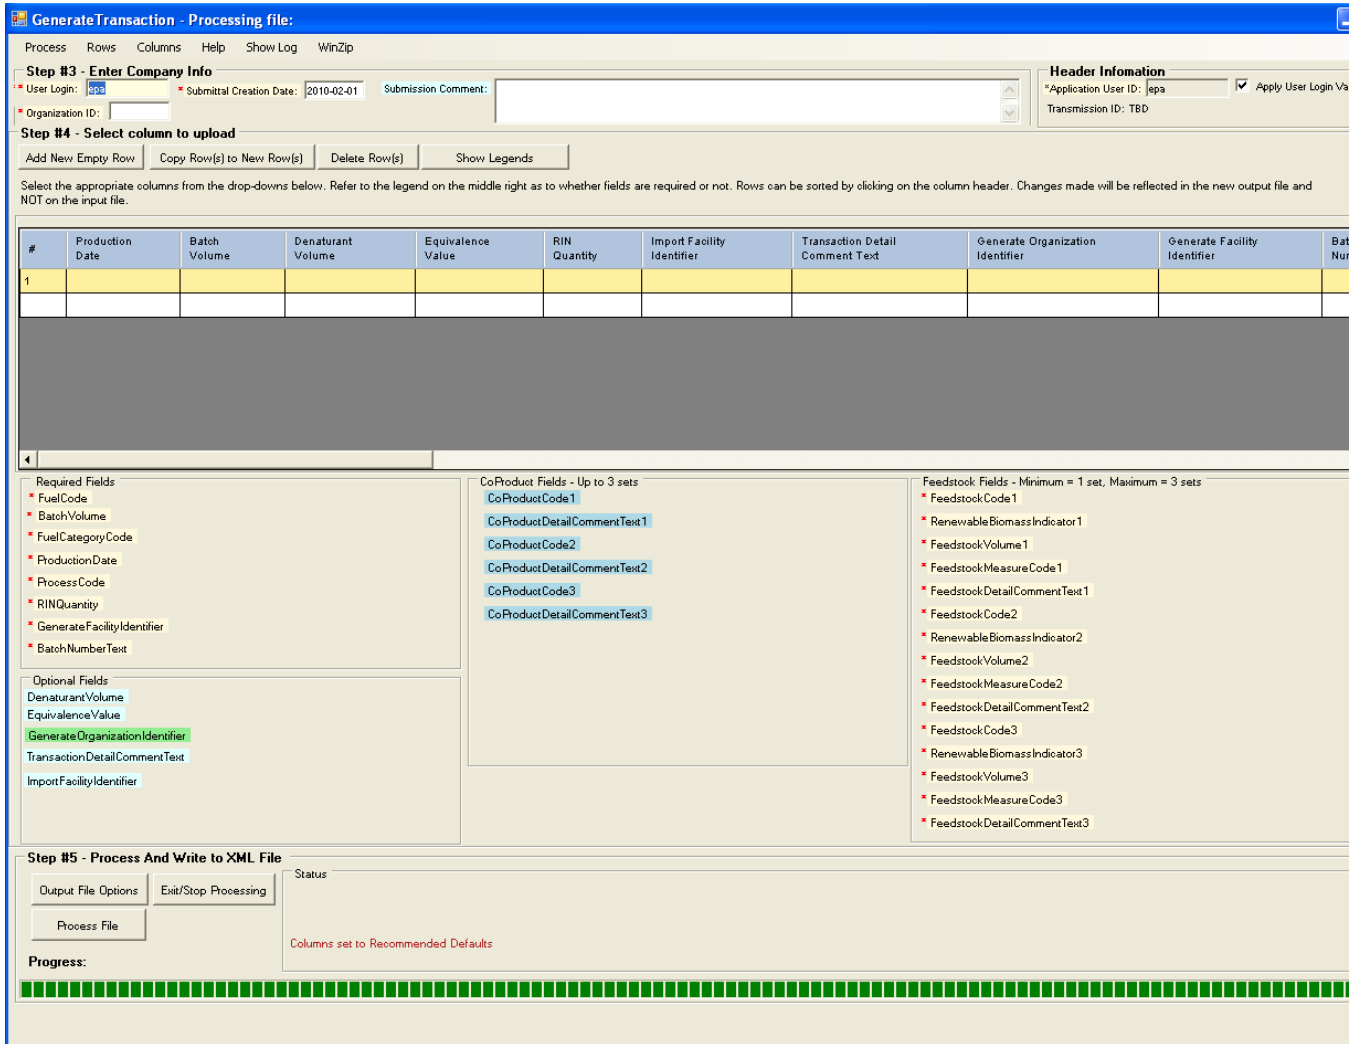 GenerateTransaction - Processing file:
Process Rows Columns Help Show Log WinZip
Step #3 - Enter Company Info
* User Login: epa * Submittal Creation Date: 2010-02-01 Submission Comment:
* Organization ID:
Header Infomation
*Application User ID: epa Apply User Login Va
Transmission ID: TBD
Step #4 - Select column to upload
Add New Empty Row Copy Row(s) to New Row(s) Delete Row(s) Show Legends
Select the appropriate columns from the drop-downs below. Refer to the legend on the middle right as to whether fields are required or not. Rows can be sorted by clicking on the column header. Changes made will be reflected in the new output file and
NOT on the input file.
# Production Date Batch Volume Denaturant Volume Equivalence Value RIN Quantity Import Facility Identifier Transaction Detail Comment Text Generate Organization Identifier Generate Facility Identifier Bat Nur
1
Required Fields
* FuelCode
* BatchVolume
* FuelCategoryCode
* ProductionDate
* ProcessCode
* RINQuantity
* GenerateFacilityIdentifier
* BatchNumberText
Optional Fields
DenaturantVolume
EquivalenceValue
GenerateOrganizationIdentifier
TransactionDetailCommentText
ImportFacilityIdentifier
CoProduct Fields - Up to 3 sets
CoProductCode1
CoProductDetailCommentText1
CoProductCode2
CoProductDetailCommentText2
CoProductCode3
CoProductDetailCommentText3
Feedstock Fields - Minimum = 1 set, Maximum = 3 sets
* FeedstockCode1
* RenewableBiomassIndicator1
* FeedstockVolume1
* FeedstockMeasureCode1
* FeedstockDetailCommentText1
* FeedstockCode2
* RenewableBiomassIndicator2
* FeedstockVolume2
* FeedstockMeasureCode2
* FeedstockDetailCommentText2
* FeedstockCode3
* RenewableBiomassIndicator3
* FeedstockVolume3
* FeedstockMeasureCode3
* FeedstockDetailCommentText3
Step #5 - Process And Write to XML File
Output File Options Exit/Stop Processing
Process File
Status
Columns set to Recommended Defaults
Progress: